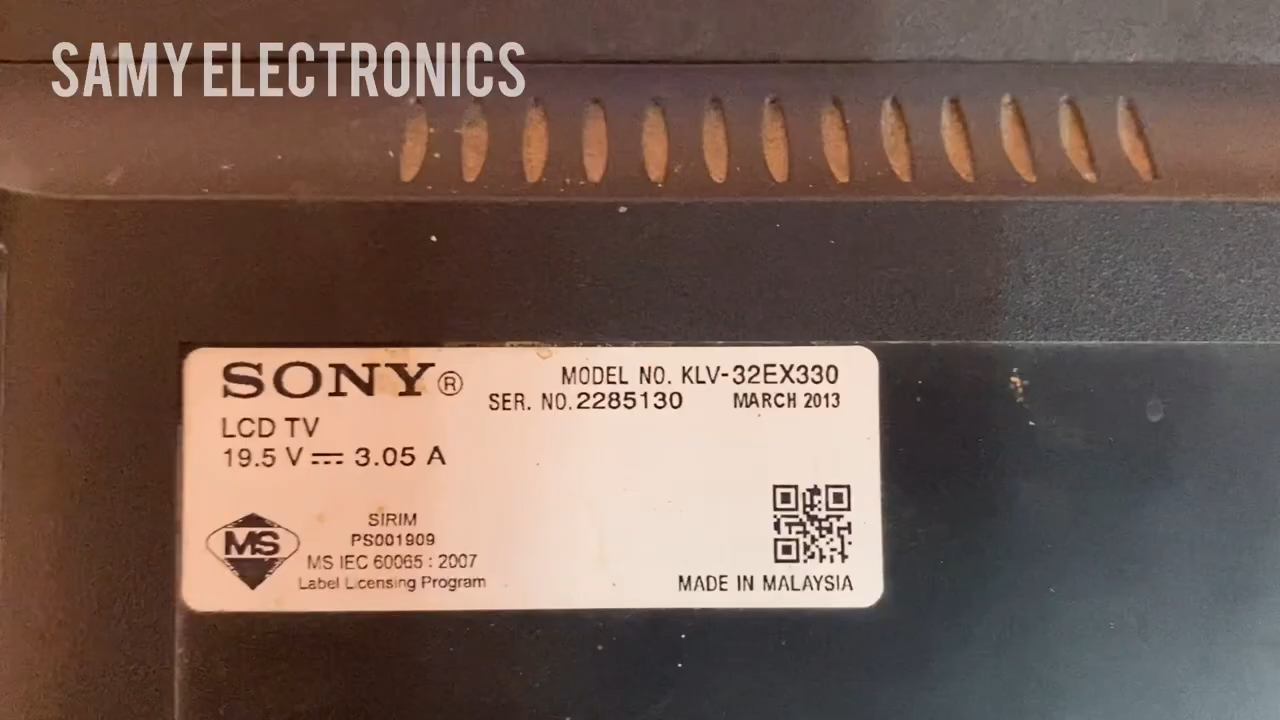 SAMY ELECTRONICS
SONY®
MODEL NO. KLV-32EX330
SER. NO.2285130 MARCH 2013
LCD TV
19.5 V ⎓ 3.05 A
MS
SIRIM
PS001909
MS IEC 60065 : 2007
Label Licensing Program
MADE IN MALAYSIA